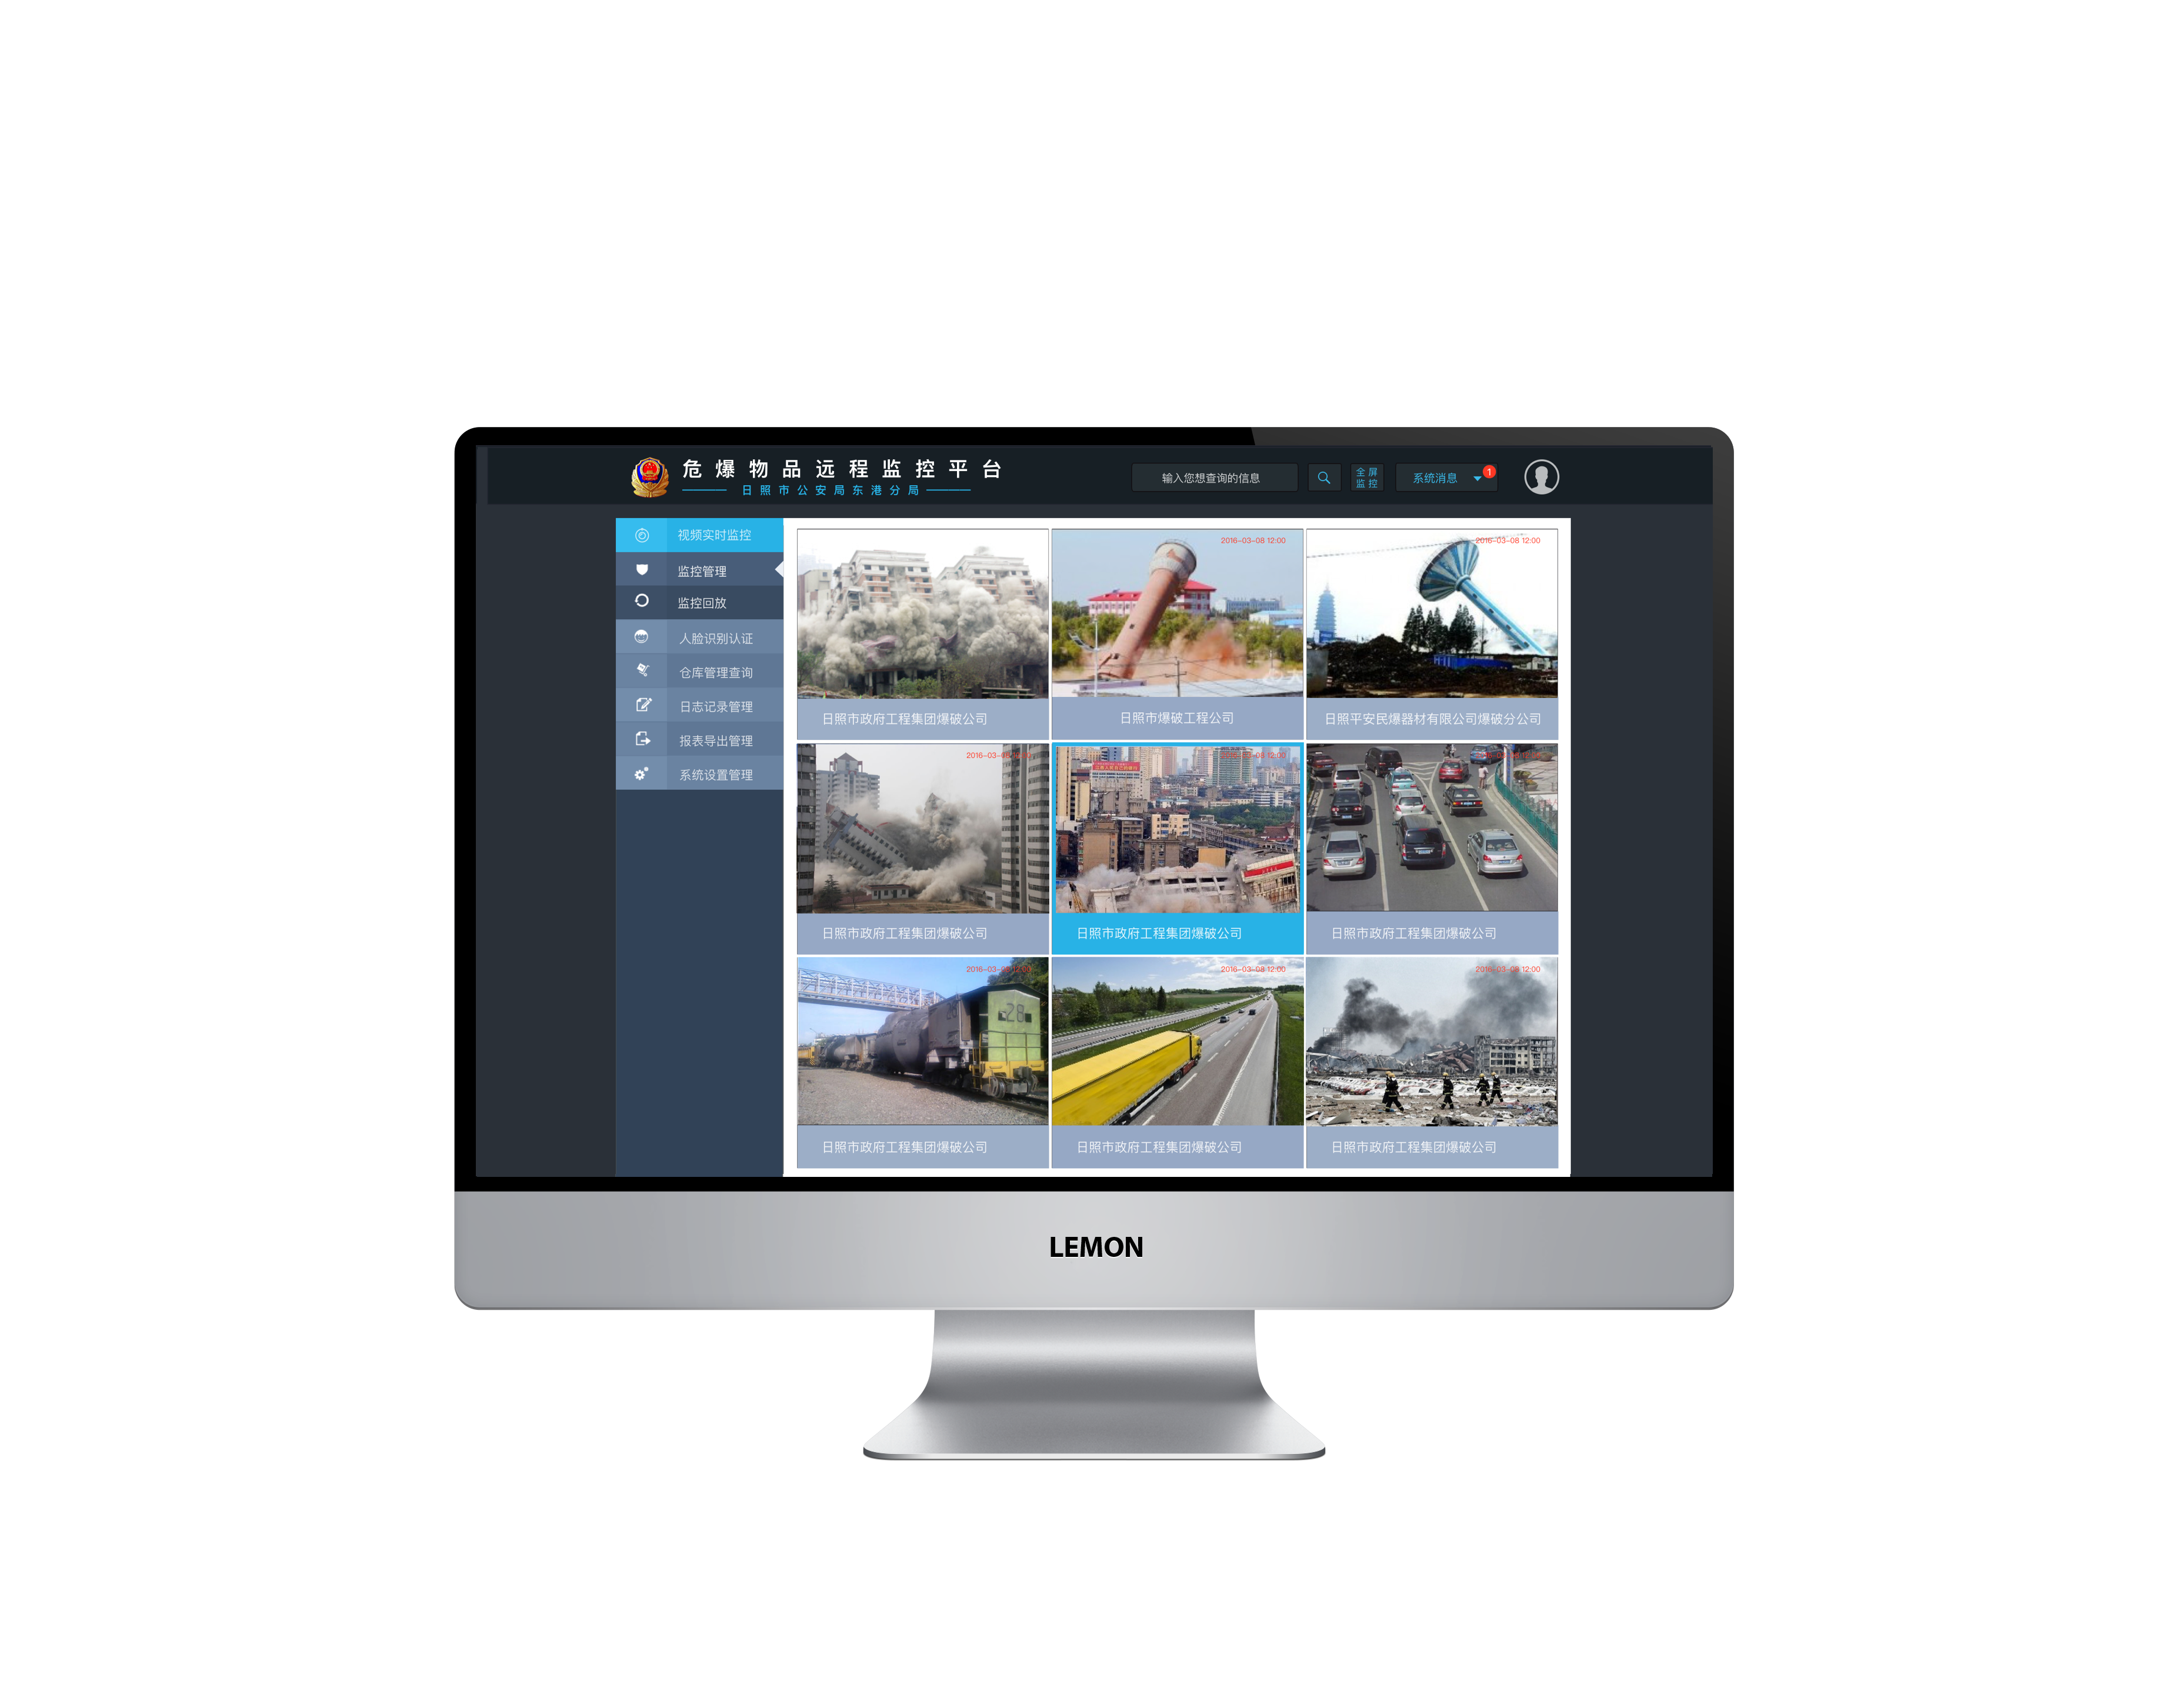 危爆物品远程监控平台
日照市公安局东港分局
输入您想查询的信息
全屏
监控
系统消息
1
视频实时监控
监控管理
监控回放
人脸识别认证
仓库管理查询
日志记录管理
报表导出管理
系统设置管理
2016-03-08 12:00
2016-03-08 12:00
日照市政府工程集团爆破公司
日照市爆破工程公司
日照平安民爆器材有限公司爆破分公司
日照市政府工程集团爆破公司
日照市政府工程集团爆破公司
日照市政府工程集团爆破公司
28
2016-03-08 12:00
2016-03-08 12:00
日照市政府工程集团爆破公司
日照市政府工程集团爆破公司
日照市政府工程集团爆破公司
LEMON